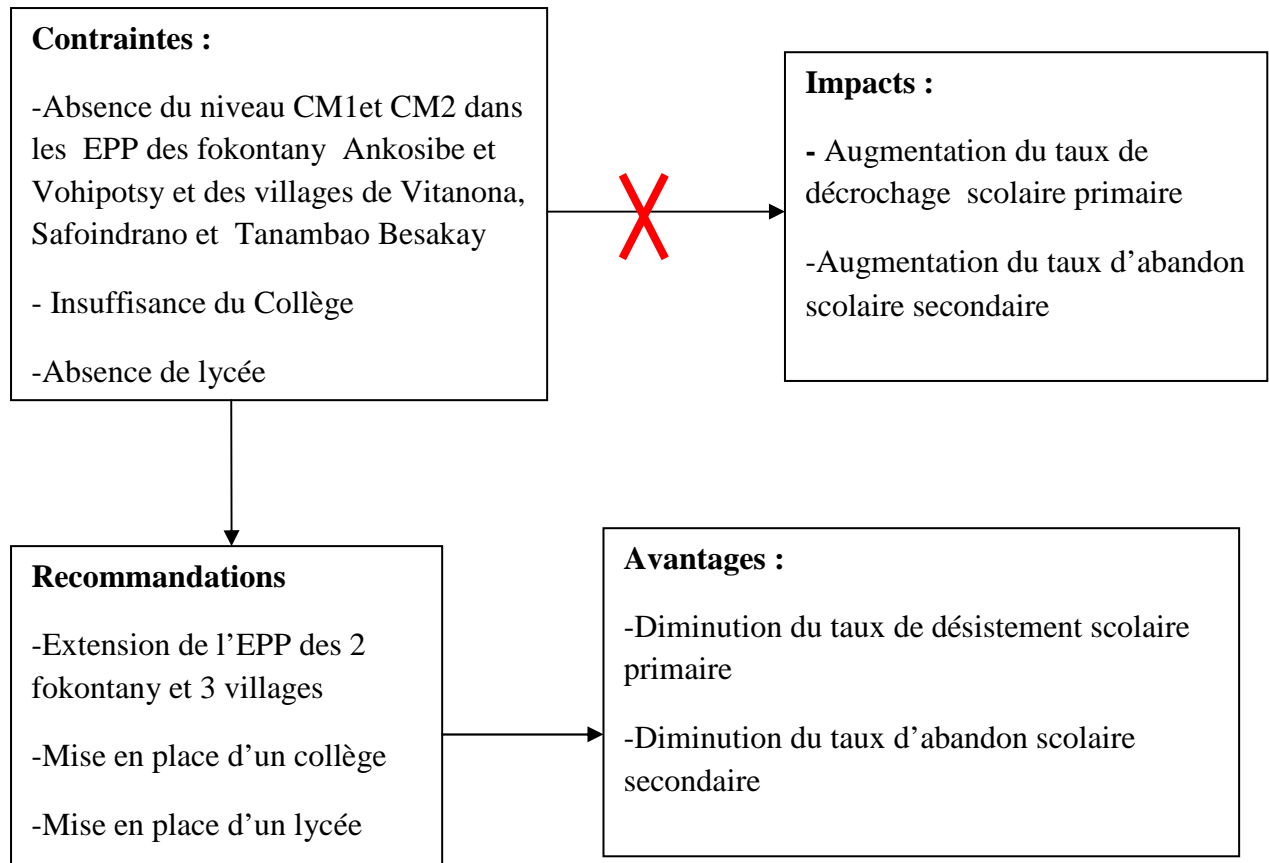 Contraintes :
-Absence du niveau CM1et CM2 dans
les EPP des fokontany Ankosibe et
Vohipotsy et des villages de Vitanona,
Safoindrano et Tanambao Besakay
- Insuffisance du Collège
-Absence de lycée
Impacts :
- Augmentation du taux de
décrochage scolaire primaire
-Augmentation du taux d’abandon
scolaire secondaire
Recommandations
-Extension de l’EPP des 2
fokontany et 3 villages
-Mise en place d’un collège
-Mise en place d’un lycée
Avantages :
-Diminution du taux de désistement scolaire
primaire
-Diminution du taux d’abandon scolaire
secondaire